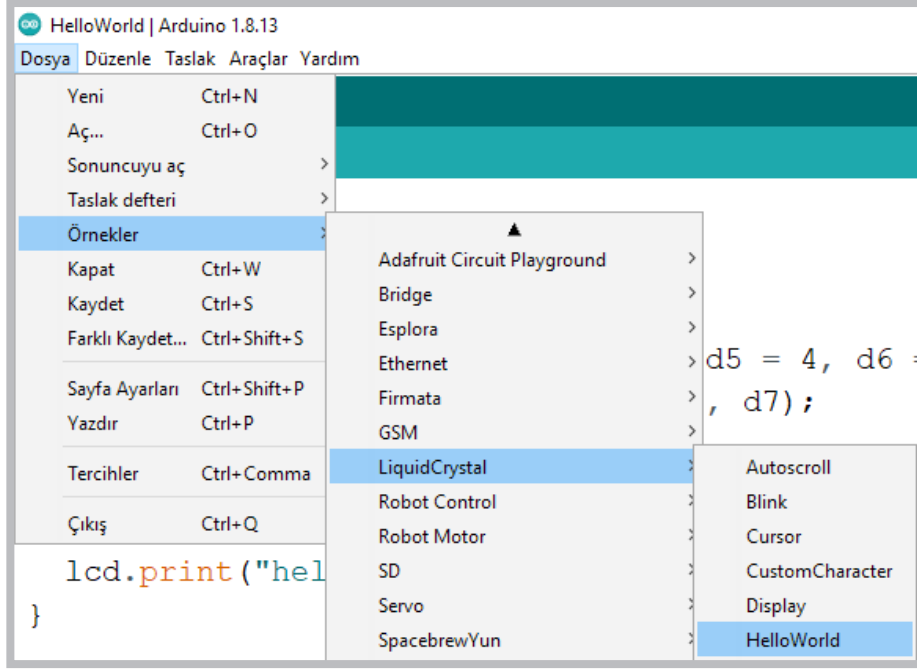 HelloWorld | Arduino 1.8.13
Dosya Düzenle Taslak Araçlar Yardım
Yeni Ctrl+N
Aç... Ctrl+O
Sonuncuyu aç
Taslak defteri
Örnekler
Kapat Ctrl+W
Kaydet Ctrl+S
Farklı Kaydet... Ctrl+Shift+S
Sayfa Ayarları Ctrl+Shift+P
Yazdır Ctrl+P
Tercihler Ctrl+Comma
Çıkış Ctrl+Q
Adafruit Circuit Playground
Bridge
Esplora
Ethernet
Firmata
GSM
LiquidCrystal
Robot Control
Robot Motor
SD
Servo
SpacebrewYun
Autoscroll
Blink
Cursor
CustomCharacter
Display
HelloWorld
d5 = 4, d6 =
, d7);
lcd.print("hel
}